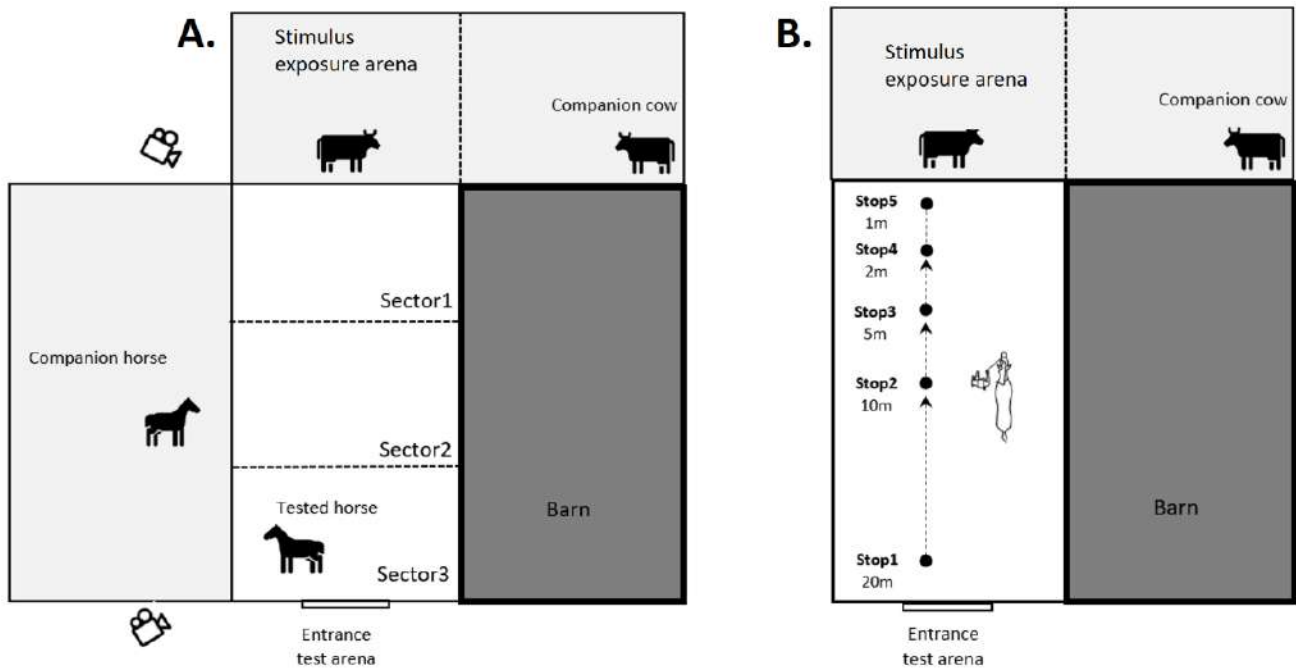 A.
Stimulus
exposure arena
Companion cow
Sector1
Companion horse
Sector2
Tested horse
Barn
Sector3
Entrance
test arena
B.
Stimulus
exposure arena
Companion cow
Stop5
1m
Stop4
2m
Stop3
5m
Stop2
10m
Barn
Stop1
20m
Entrance
test arena